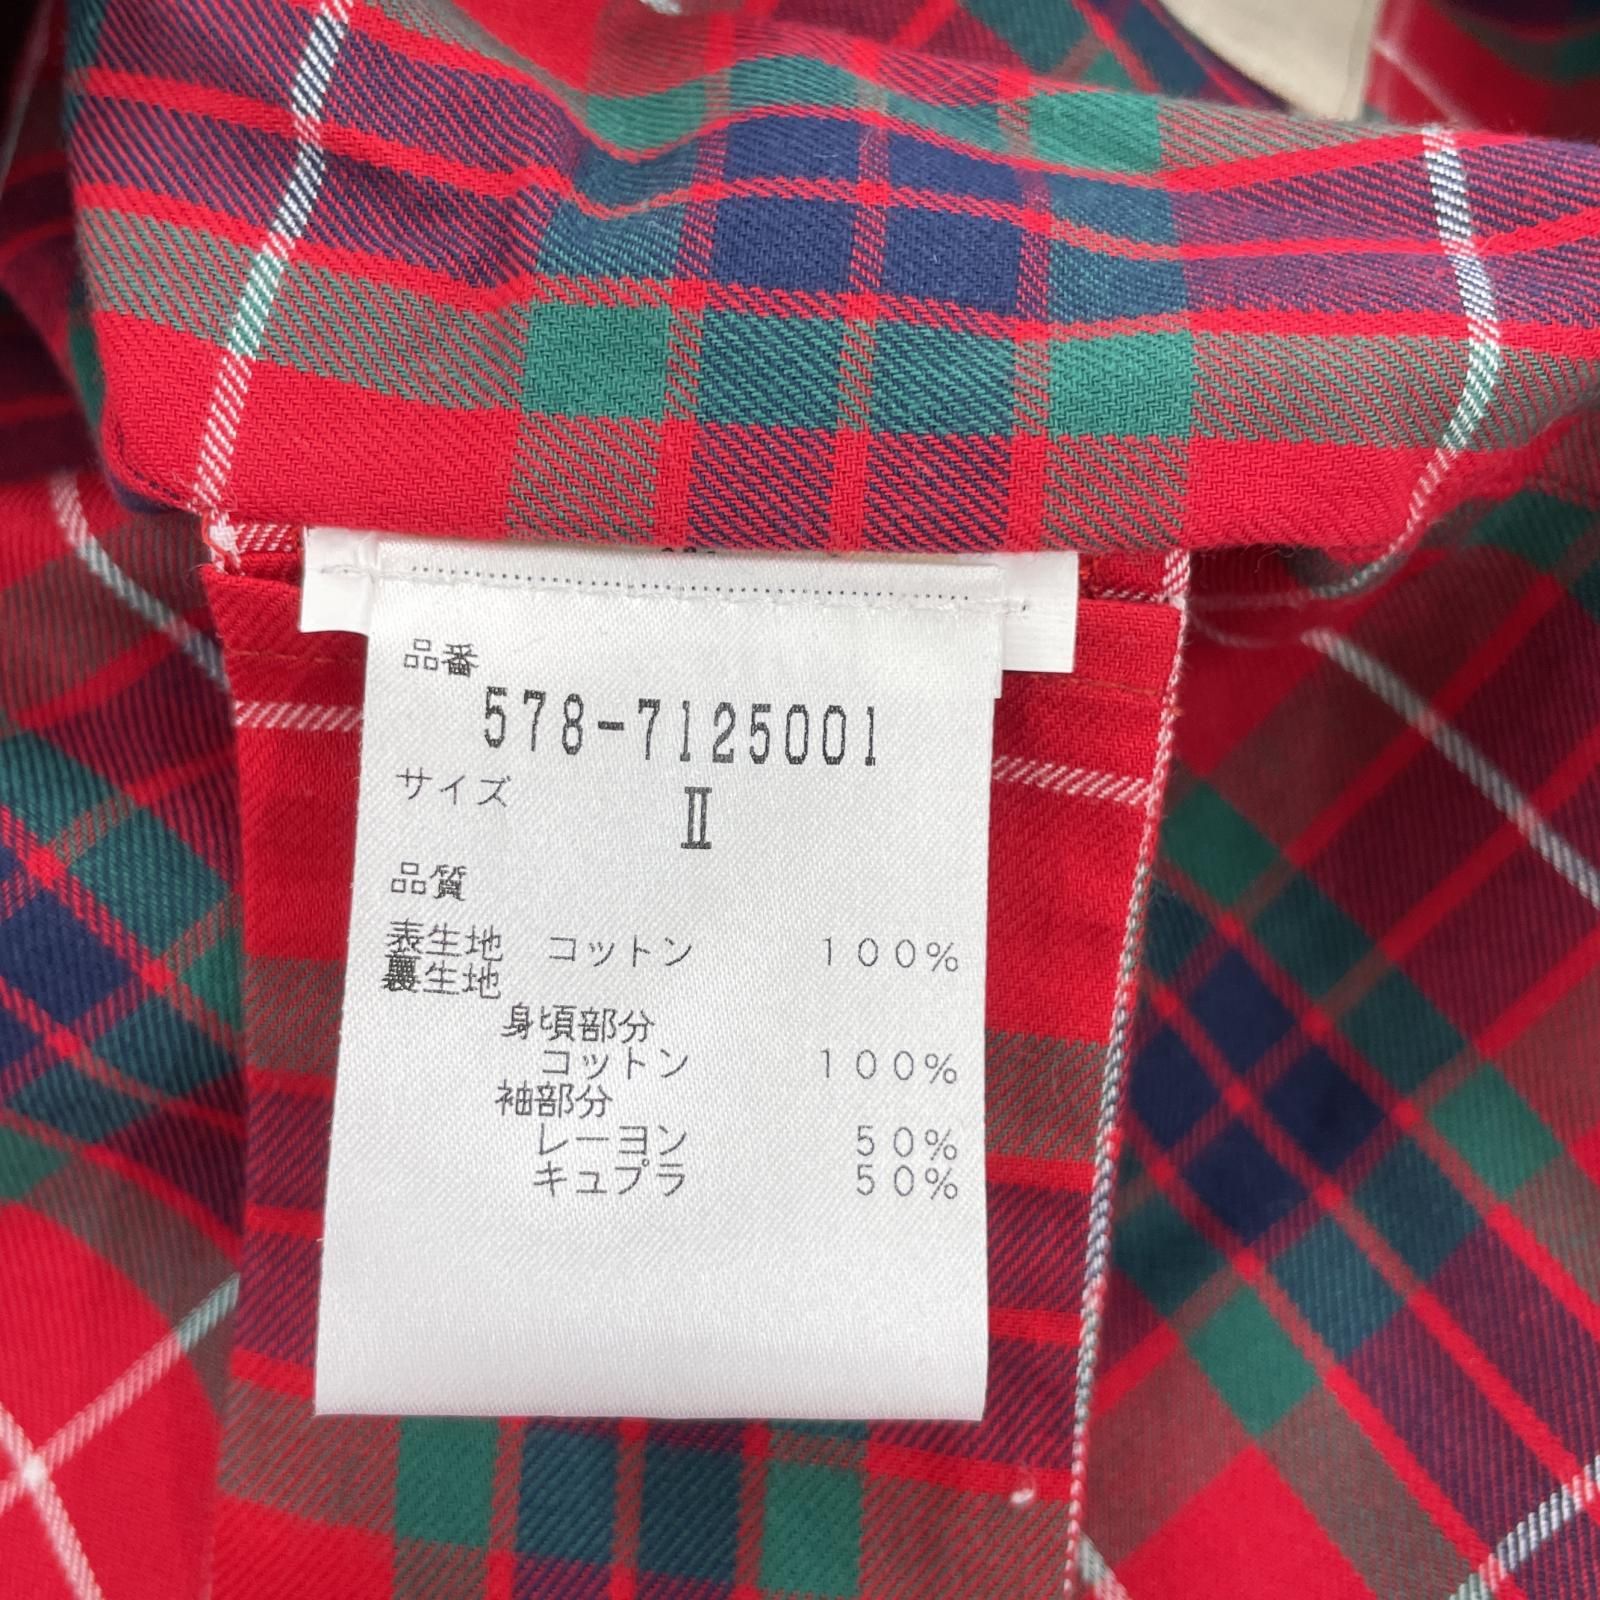 品番
578-7125001
サイズ
Ⅱ
品質
表生地 コットン 100%
裏生地
身頃部分
コットン 100%
袖部分
レーヨン 50%
キュプラ 50%